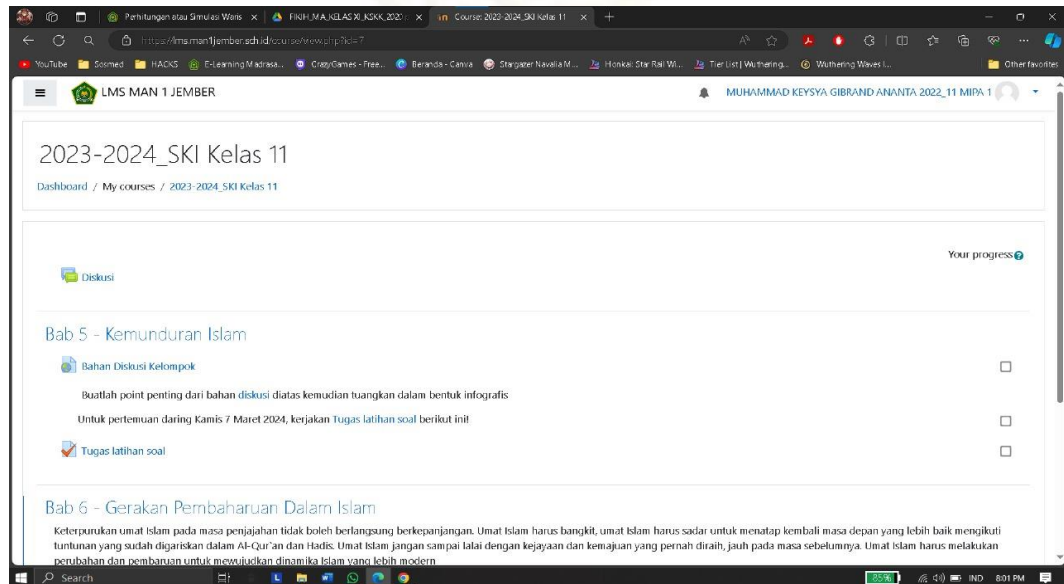 Perhitungan atau Simulasi Waris
FIKIH_MA_KELAS XI_KSKK_2020
Course: 2023-2024_SKI Kelas 11
https://lms.man1jember.sch.id/course/view.php?id=7
YouTube Sosmed HACKS E-Learning Madrasa... CrazyGames - Free... Beranda - Canva Stargazer Navalia M... Honkai: Star Rail Wi... Tier List | Wuthering... Wuthering Waves I... Other favorites
LMS MAN 1 JEMBER
MUHAMMAD KEYSYA GIBRAND ANANTA 2022_11 MIPA 1
2023-2024_SKI Kelas 11
Dashboard / My courses / 2023-2024_SKI Kelas 11
Your progress
Diskusi
Bab 5 - Kemunduran Islam
Bahan Diskusi Kelompok
Buatlah point penting dari bahan diskusi diatas kemudian tuangkan dalam bentuk infografis
Untuk pertemuan daring Kamis 7 Maret 2024, kerjakan Tugas latihan soal berikut ini!
Tugas latihan soal
Bab 6 - Gerakan Pembaharuan Dalam Islam
Keterpurukan umat Islam pada masa penjajahan tidak boleh berlangsung berkepanjangan. Umat Islam harus bangkit, umat Islam harus sadar untuk menatap kembali masa depan yang lebih baik mengikuti
tuntunan yang sudah digariskan dalam Al-Qur`an dan Hadis. Umat Islam jangan sampai lalai dengan kejayaan dan kemajuan yang pernah diraih, jauh pada masa sebelumnya. Umat Islam harus melakukan
perubahan dan pembaruan untuk mewujudkan dinamika Islam yang lebih modern
Search
85% IND 8:01 PM